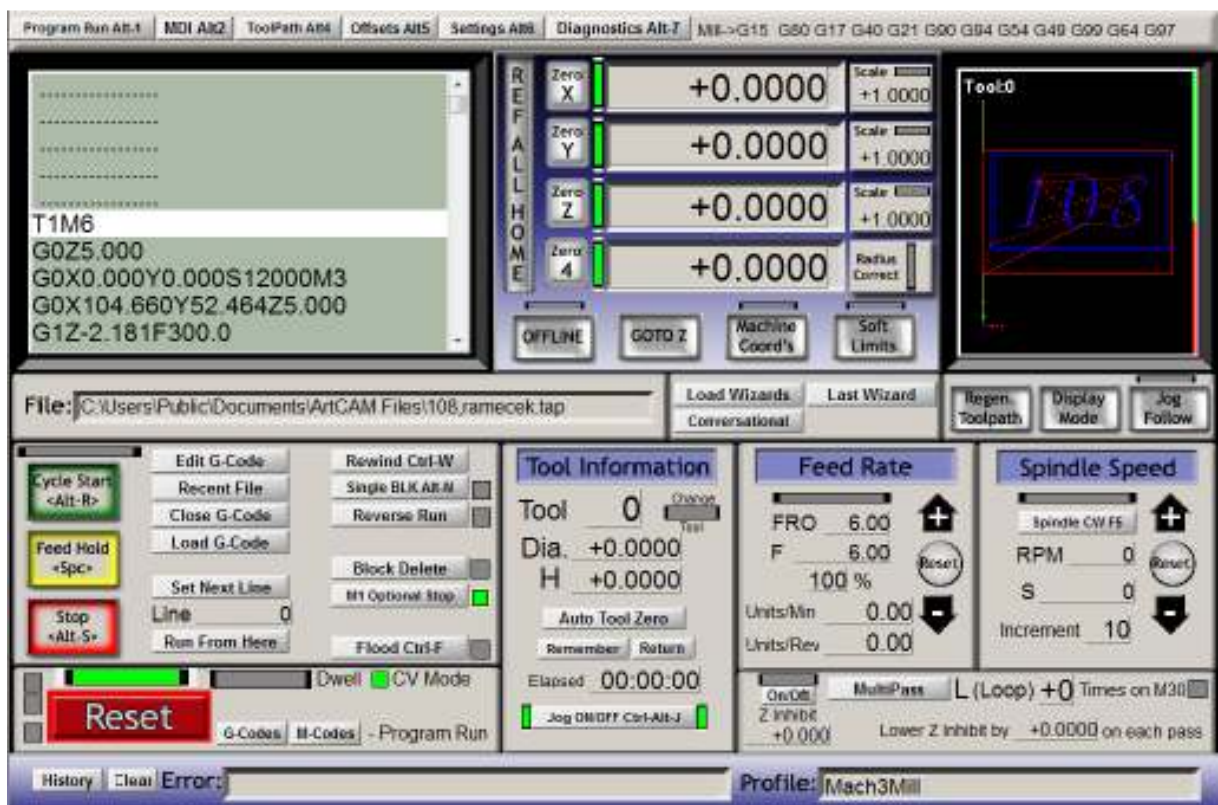 Program Run Alt-1 MDI Alt2 ToolPath Alt4 Offsets Alt5 Settings Alt6 Diagnostics Alt-7 Mill->G15 G80 G17 G40 G21 G90 G94 G54 G49 G99 G64 G97
T1M6
G0Z5.000
G0X0.000Y0.000S12000M3
G0X104.660Y52.464Z5.000
G1Z-2.181F300.0
REF ALL HOME
Zero X +0.0000 Scale +1.0000
Zero Y +0.0000 Scale +1.0000
Zero Z +0.0000 Scale +1.0000
Zero 4 +0.0000 Radius Correct
OFFLINE GOTO Z Machine Coord's Soft Limits
Tool:0
108
File: C:\Users\Public\Documents\ArtCAM Files\108,ramecek.tap
Load Wizards Last Wizard
Conversational
Regen. Toolpath Display Mode Jog Follow
Cycle Start <Alt-R>
Feed Hold <Spc>
Stop <Alt-S>
Edit G-Code
Recent File
Close G-Code
Load G-Code
Set Next Line
Line 0
Run From Here
Rewind Ctrl-W
Single BLK Alt-N
Reverse Run
Block Delete
M1 Optional Stop
Flood Ctrl-F
Dwell CV Mode
Reset
G-Codes M-Codes - Program Run
Tool Information
Tool 0 Change Tool
Dia. +0.0000
H +0.0000
Auto Tool Zero
Remember Return
Elapsed 00:00:00
Jog ON/OFF Ctrl-Alt-J
Feed Rate
FRO 6.00
F 6.00
100 %
Reset
Units/Min 0.00
Units/Rev 0.00
Spindle Speed
Spindle CW F5
RPM 0
Reset
S 0
Increment 10
On/Off MultiPass L (Loop) +0 Times on M30
Z Inhibit
+0.000 Lower Z Inhibit by +0.0000 on each pass
History Clear Error: Profile: Mach3Mill